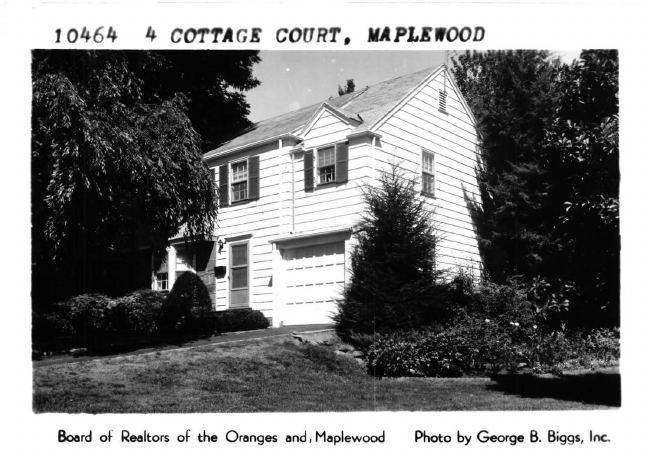 10464 4 COTTAGE COURT, MAPLEWOOD
Board of Realtors of the Oranges and, Maplewood Photo by George B. Biggs, Inc.